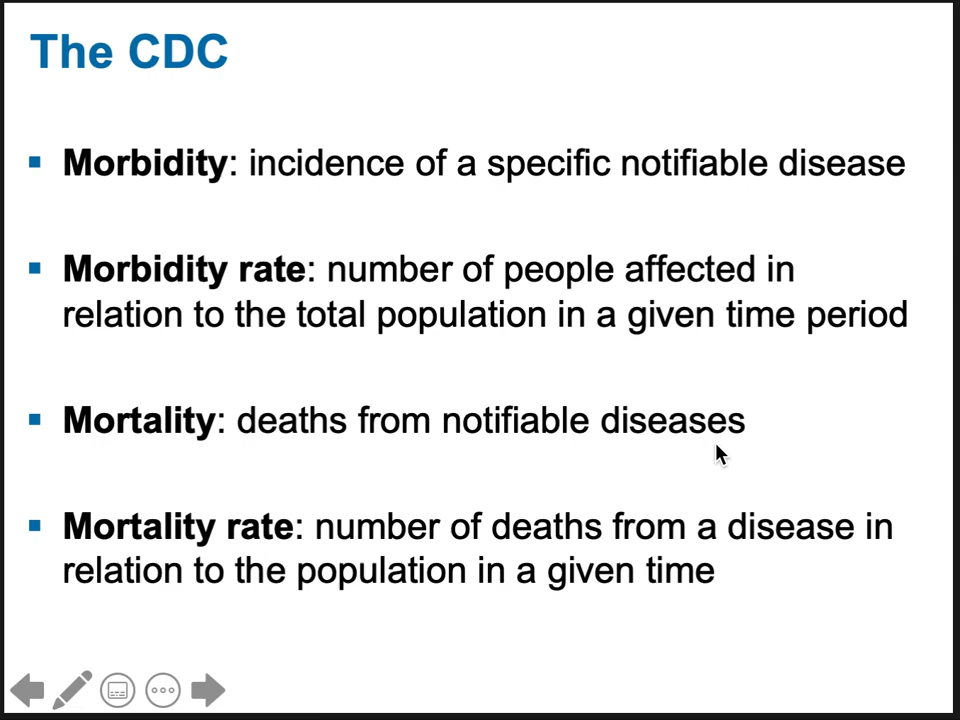 The CDC
▪ Morbidity: incidence of a specific notifiable disease
▪ Morbidity rate: number of people affected in
relation to the total population in a given time period
▪ Mortality: deaths from notifiable diseases
▪ Mortality rate: number of deaths from a disease in
relation to the population in a given time